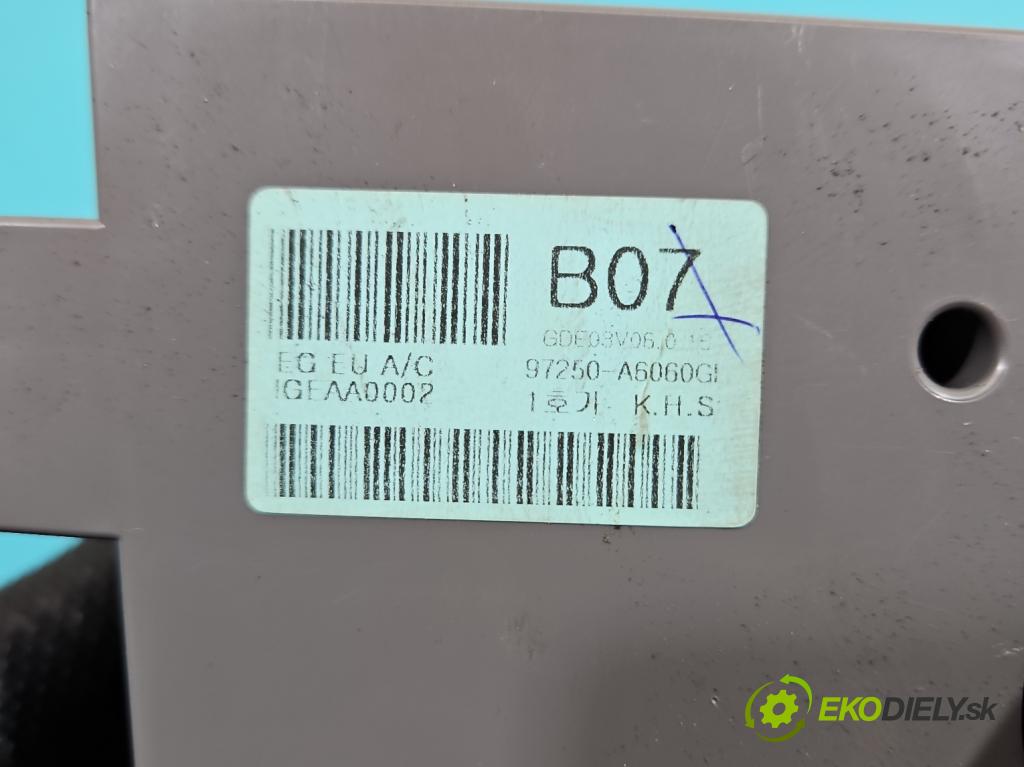 B07
GDE03V06.0.15
EG EU A/C
97250-A6060GI
IGEAA0002
1호기 K.H.S
EKODIELY.sk